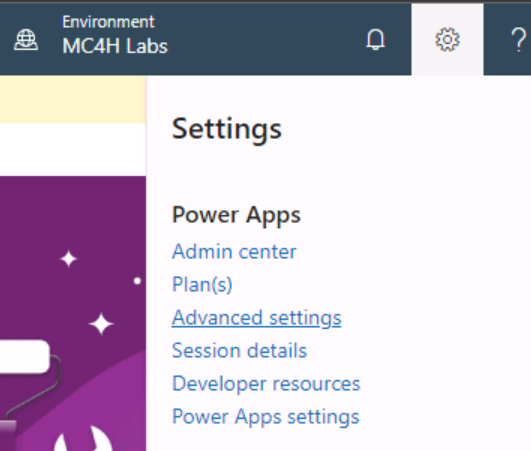 Environment
MC4H Labs
?
Settings
Power Apps
Admin center
Plan(s)
Advanced settings
Session details
Developer resources
Power Apps settings